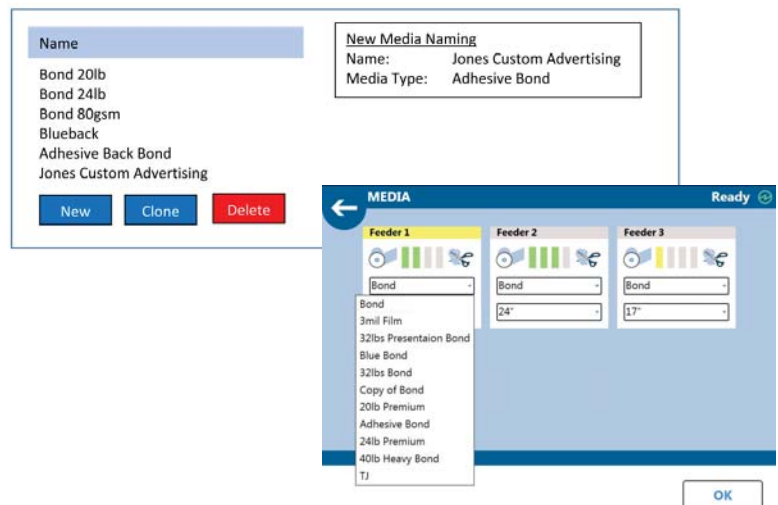 Name
Bond 20lb
Bond 24lb
Bond 80gsm
Blueback
Adhesive Back Bond
Jones Custom Advertising
New Clone Delete
New Media Naming
Name: Jones Custom Advertising
Media Type: Adhesive Bond
MEDIA Ready
Feeder 1 Feeder 2 Feeder 3
Bond Bond Bond
24" 17"
Bond
3mil Film
32lbs Presentaion Bond
Blue Bond
32lbs Bond
Copy of Bond
20lb Premium
Adhesive Bond
24lb Premium
40lb Heavy Bond
TJ
OK